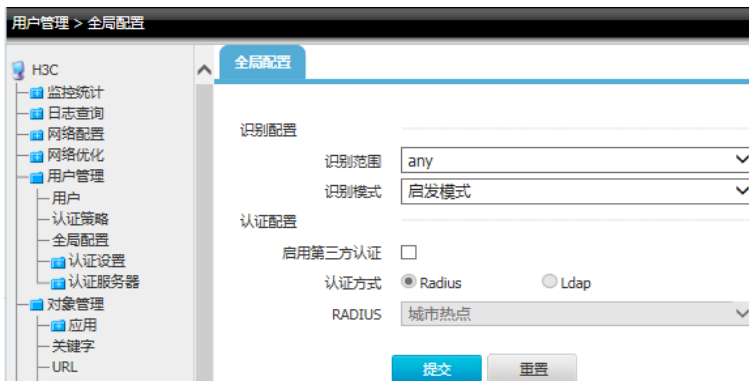 用户管理 > 全局配置
H3C
监控统计
日志查询
网络配置
网络优化
用户管理
用户
认证策略
全局配置
认证设置
认证服务器
对象管理
应用
关键字
URL
全局配置
识别配置
识别范围 any
识别模式 启发模式
认证配置
启用第三方认证
认证方式 Radius Ldap
RADIUS 城市热点
提交 重置